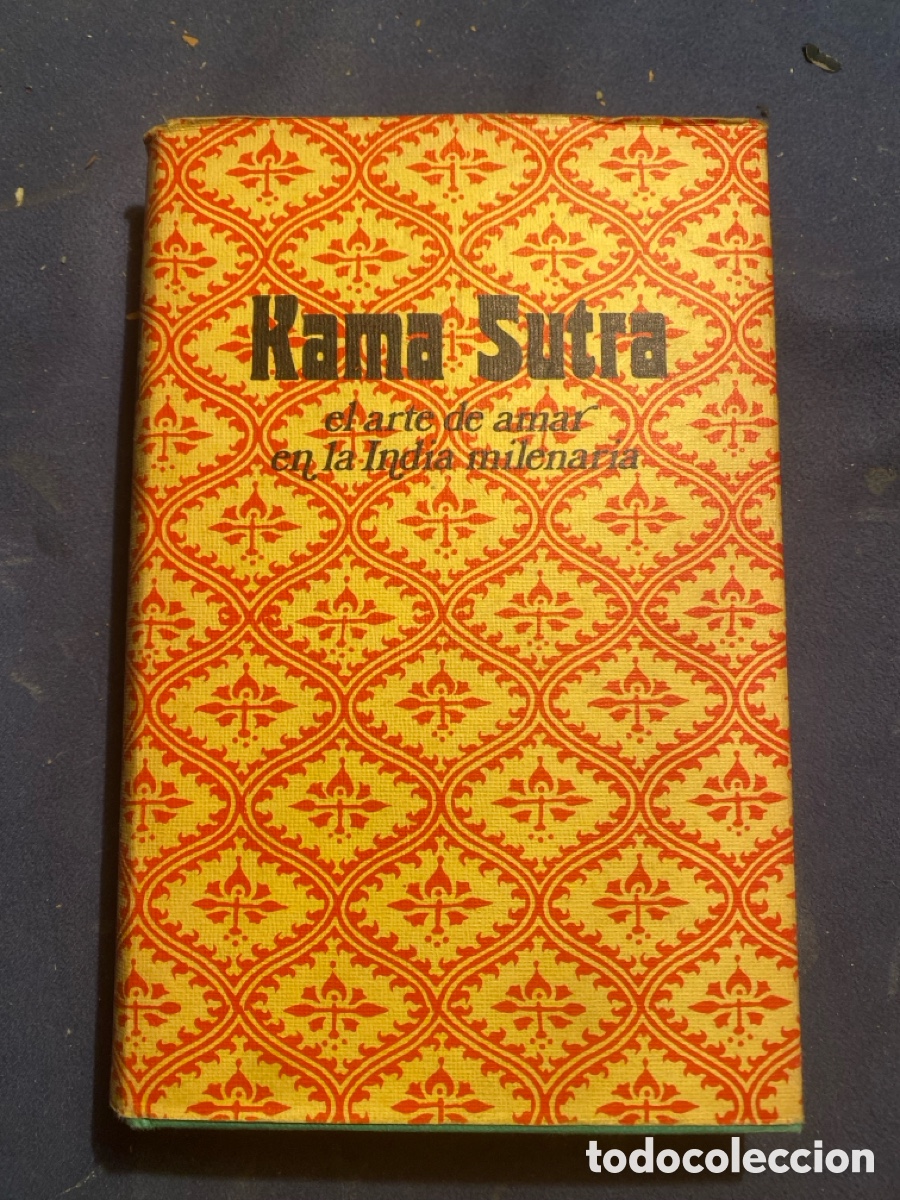 Kama Sutra
el arte de amar
en la India milenaria
todocoleccion